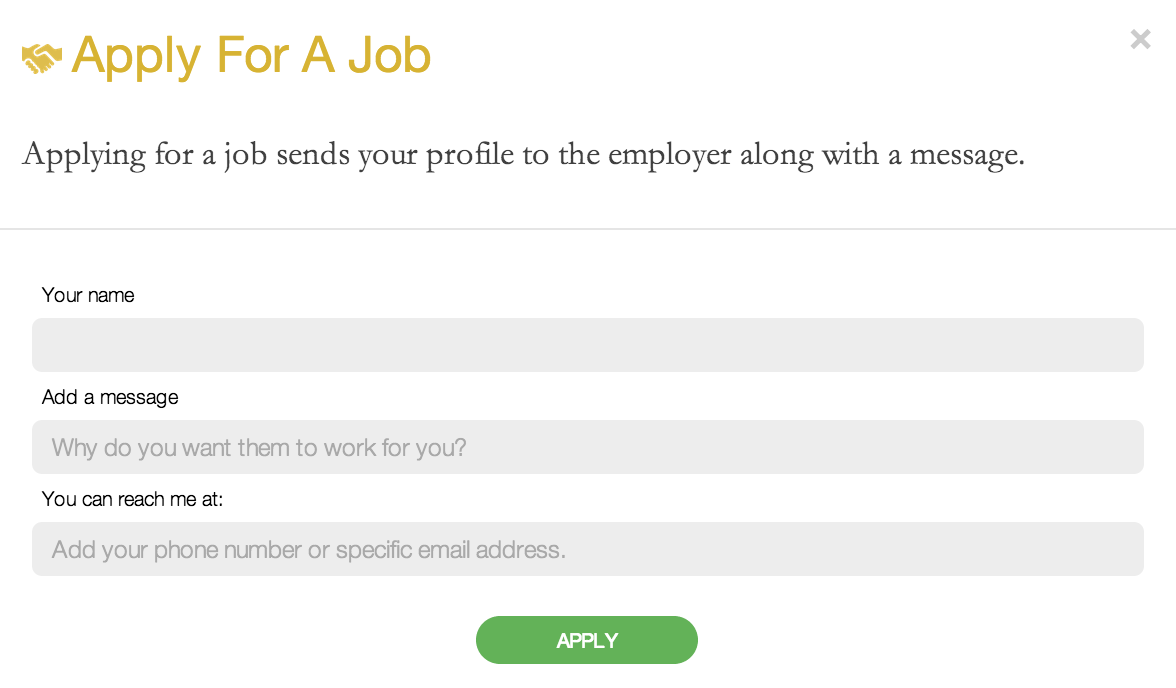 Apply For A Job
Applying for a job sends your profile to the employer along with a message.
Your name
Add a message
Why do you want them to work for you?
You can reach me at:
Add your phone number or specific email address.
APPLY